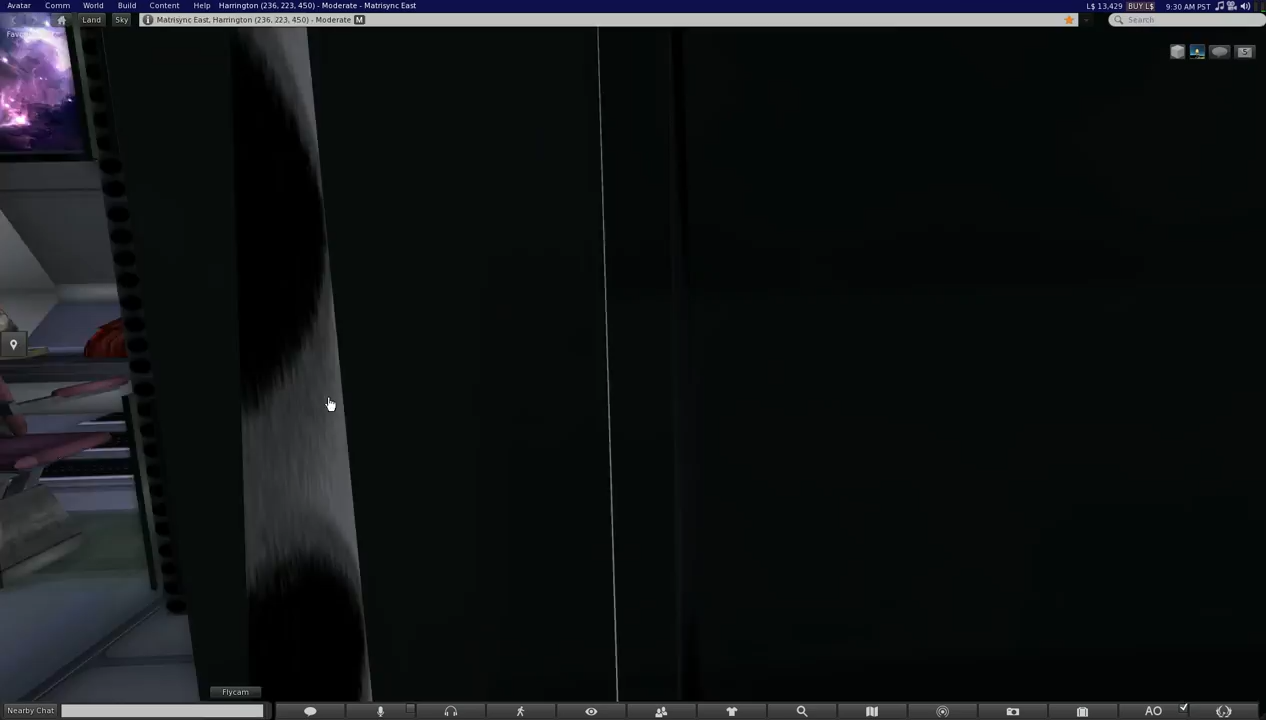 Avatar Comm World Build Content Help Harrington (236, 223, 450) - Moderate - Matrisync East L$ 13,429 BUY L$ 9:30 AM PST
Land Sky Matrisync East, Harrington (236, 223, 450) - Moderate M Search
Flycam
Nearby Chat AO